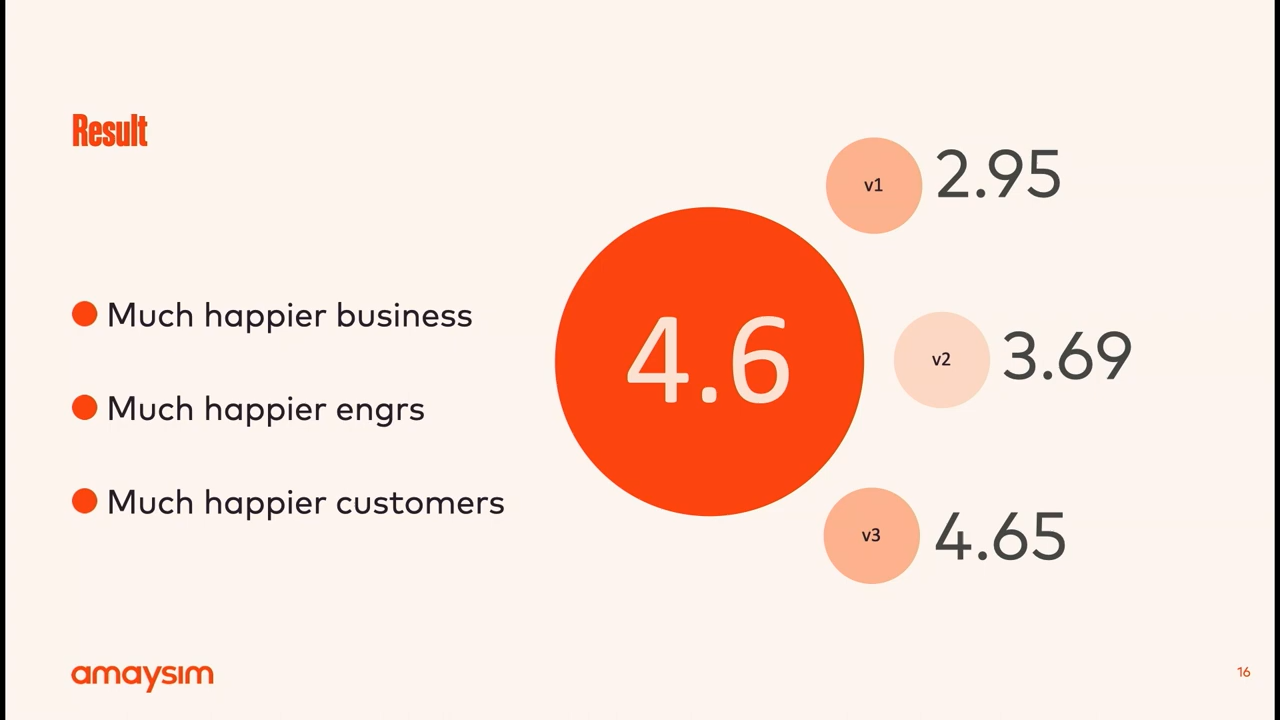 Result
Much happier business
Much happier engrs
Much happier customers
4.6
v1 2.95
v2 3.69
v3 4.65
amaysim
16